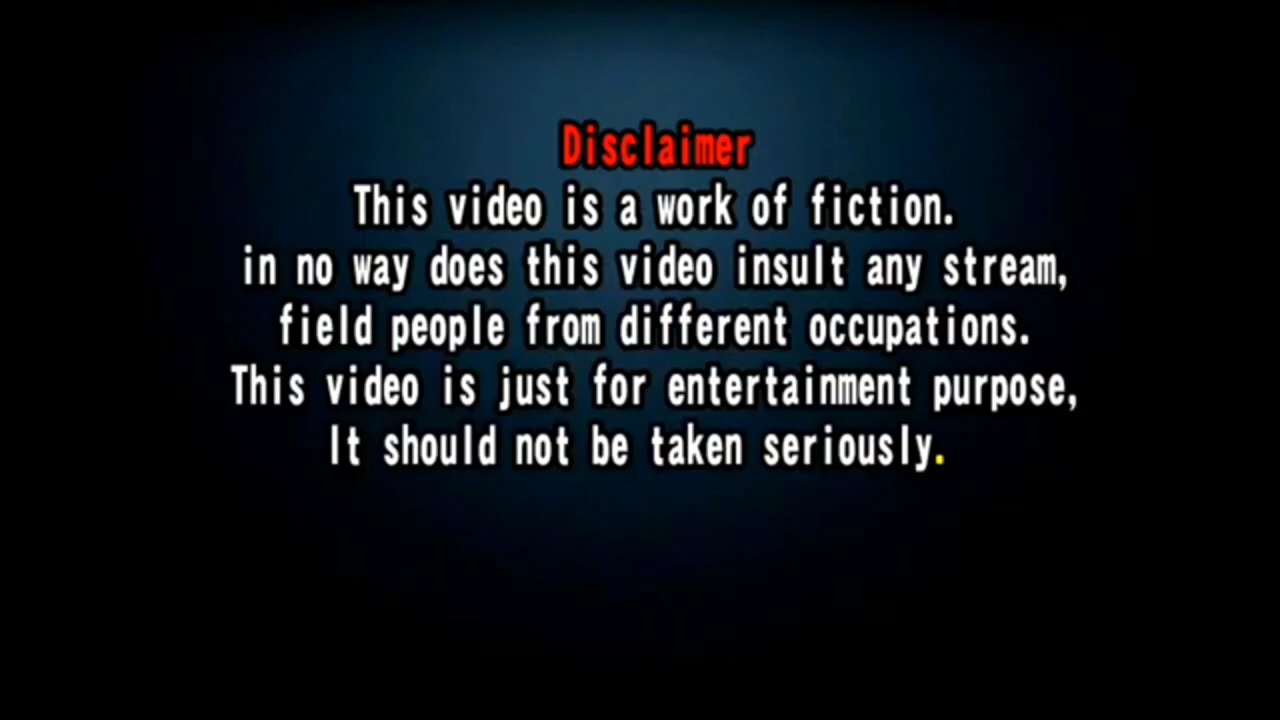 Disclaimer
This video is a work of fiction.
in no way does this video insult any stream,
field people from different occupations.
This video is just for entertainment purpose,
It should not be taken seriously.